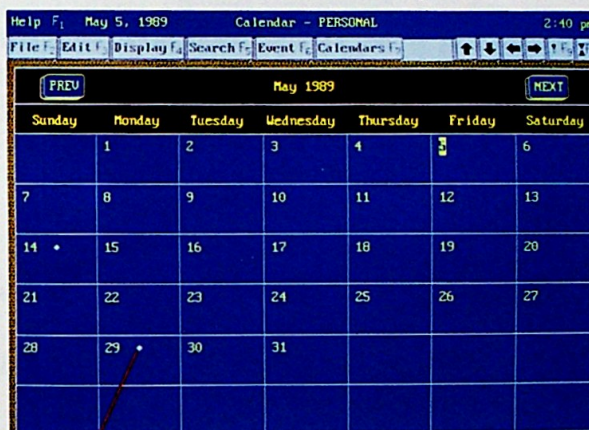 Help F1 May 5, 1989 Calendar - PERSONAL 2:40 p
File F2 Edit F3 Display F4 Search F5 Event F6 Calendars F7
PREV May 1989 NEXT
Sunday Monday Tuesday Wednesday Thursday Friday Saturday
1 2 3 4 5 6
7 8 9 10 11 12 13
14 15 16 17 18 19 20
21 22 23 24 25 26 27
28 29 30 31